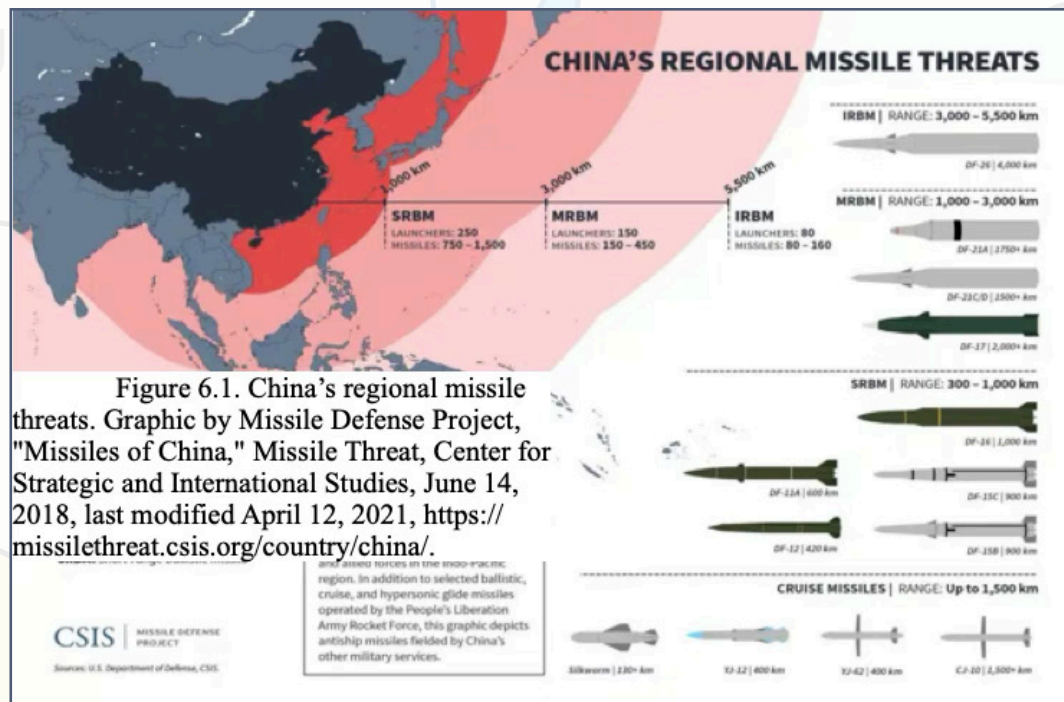 CHINA'S REGIONAL MISSILE THREATS
IRBM | RANGE: 3,000 – 5,500 km
DF-26 | 4,000 km
MRBM | RANGE: 1,000 – 3,000 km
DF-21A | 1750+ km
DF-21C/D | 1500+ km
DF-17 | 2,000+ km
SRBM | RANGE: 300 – 1,000 km
DF-16 | 1,000 km
DF-11A | 600 km
DF-15C | 900 km
DF-12 | 420 km
DF-15B | 900 km
CRUISE MISSILES | RANGE: Up to 1,500 km
Silkworm | 130+ km
YJ-12 | 400 km
YJ-62 | 400 km
CJ-10 | 1,500+ km
1,000 km
3,000 km
5,500 km
SRBM
LAUNCHERS: 250
MISSILES: 750 – 1,500
MRBM
LAUNCHERS: 150
MISSILES: 150 – 450
IRBM
LAUNCHERS: 80
MISSILES: 80 – 160
Figure 6.1. China's regional missile
threats. Graphic by Missile Defense Project,
"Missiles of China," Missile Threat, Center for
Strategic and International Studies, June 14,
2018, last modified April 12, 2021, https://
missilethreat.csis.org/country/china/.
and allied forces in the Indo-Pacific
region. In addition to selected ballistic,
cruise, and hypersonic glide missiles
operated by the People's Liberation
Army Rocket Force, this graphic depicts
antiship missiles fielded by China's
other military services.
CSIS | MISSILE DEFENSE
PROJECT
Sources: U.S. Department of Defense, CSIS.